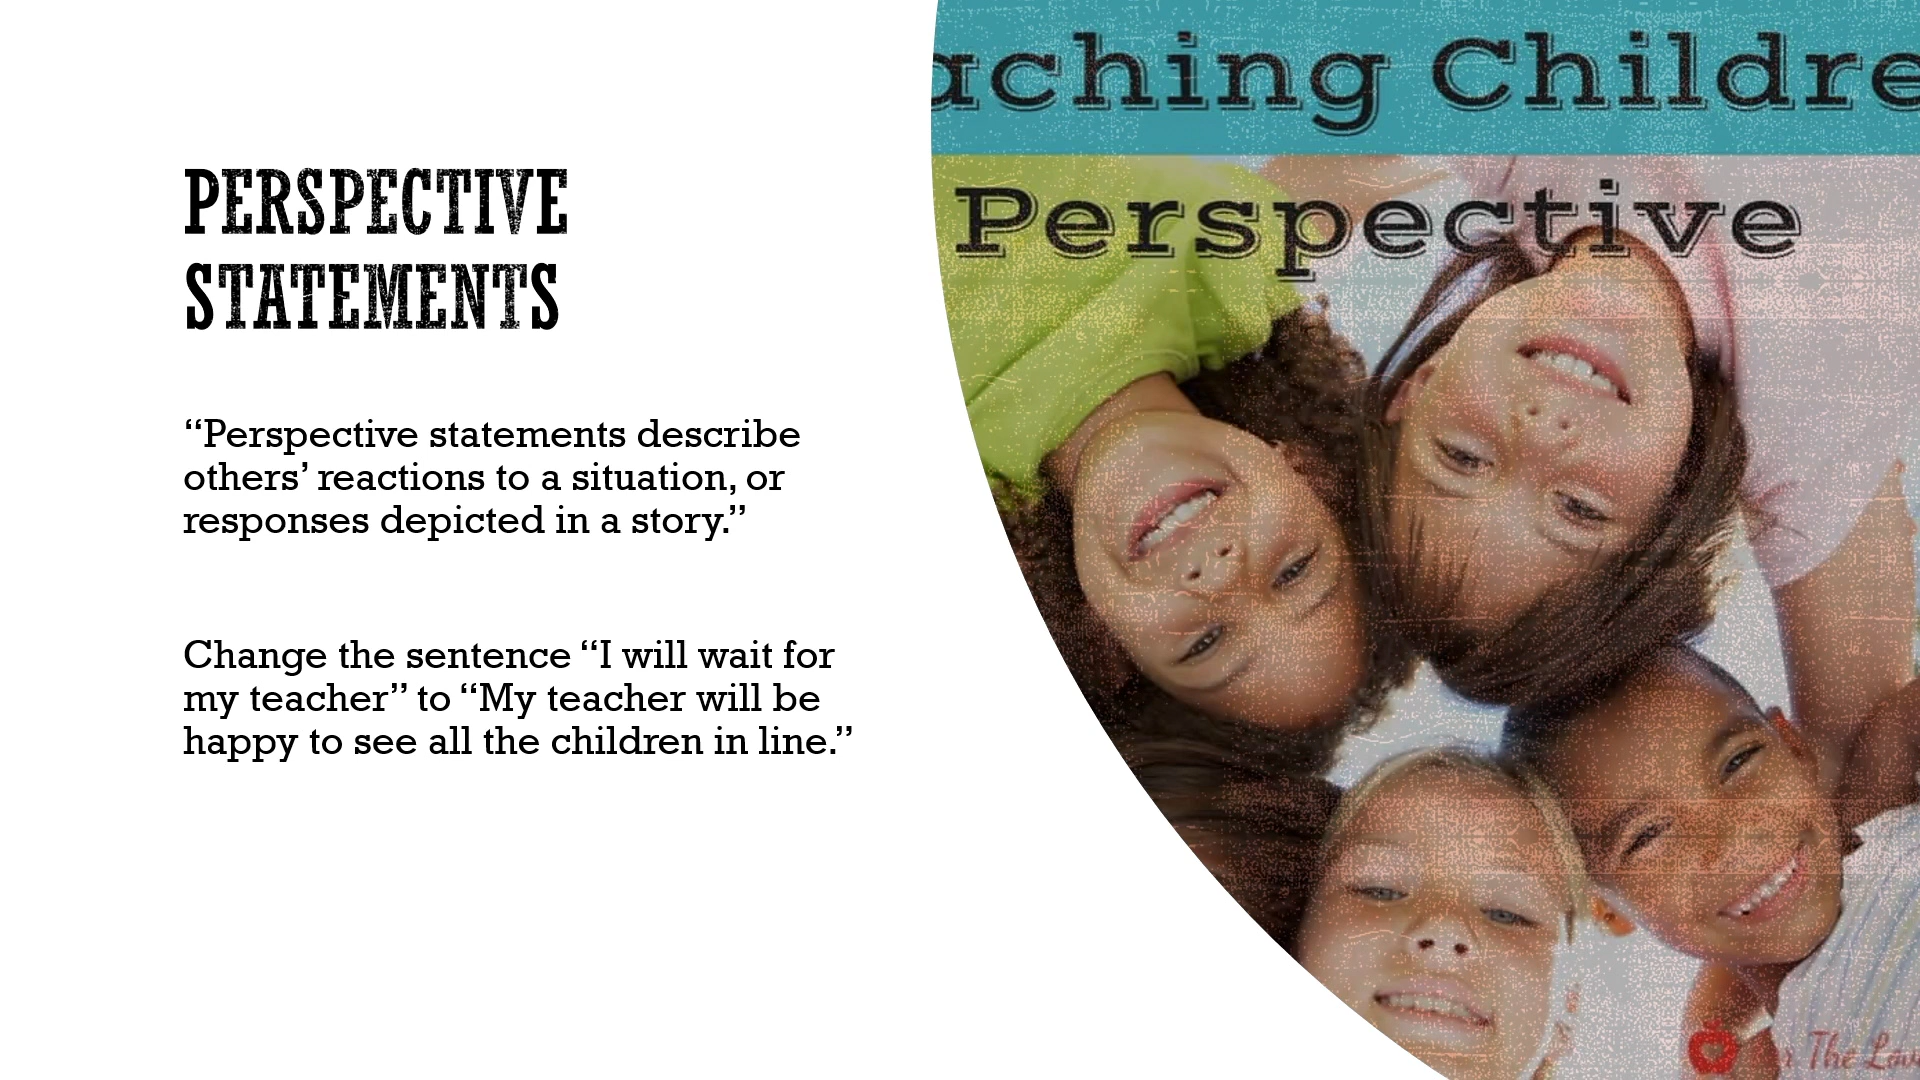 PERSPECTIVE
STATEMENTS
“Perspective statements describe
others’ reactions to a situation, or
responses depicted in a story.”
Change the sentence “I will wait for
my teacher” to “My teacher will be
happy to see all the children in line.”
aching Childre
Perspective
The Lov